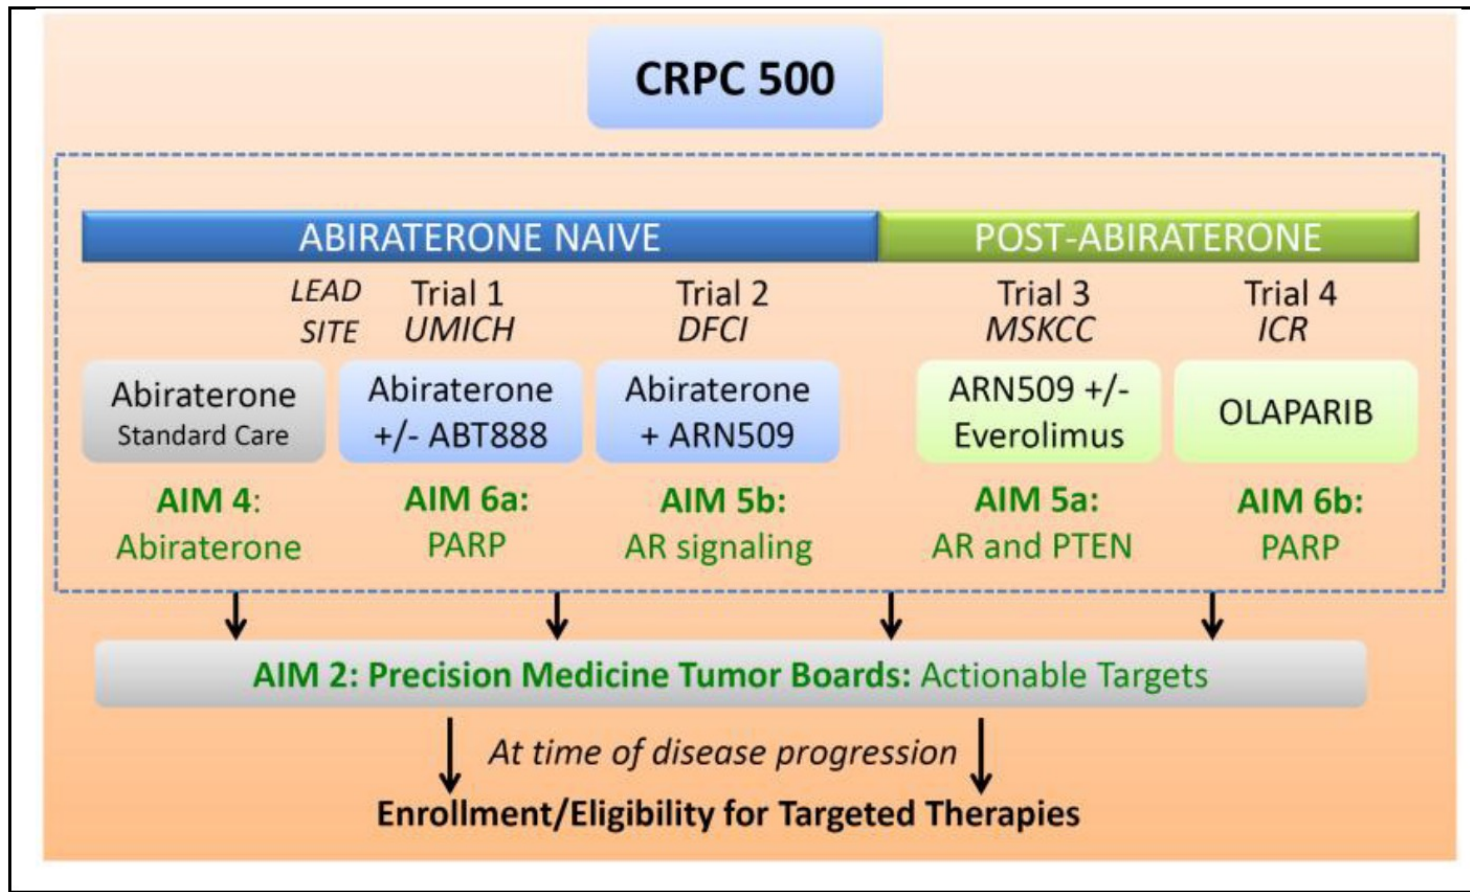 CRPC 500
ABIRATERONE NAIVE
POST-ABIRATERONE
LEAD
SITE
Trial 1
UMICH
Trial 2
DFCI
Trial 3
MSKCC
Trial 4
ICR
Abiraterone
Standard Care
Abiraterone
+/- ABT888
Abiraterone
+ ARN509
ARN509 +/-
Everolimus
OLAPARIB
AIM 4:
Abiraterone
AIM 6a:
PARP
AIM 5b:
AR signaling
AIM 5a:
AR and PTEN
AIM 6b:
PARP
AIM 2: Precision Medicine Tumor Boards: Actionable Targets
At time of disease progression
Enrollment/Eligibility for Targeted Therapies